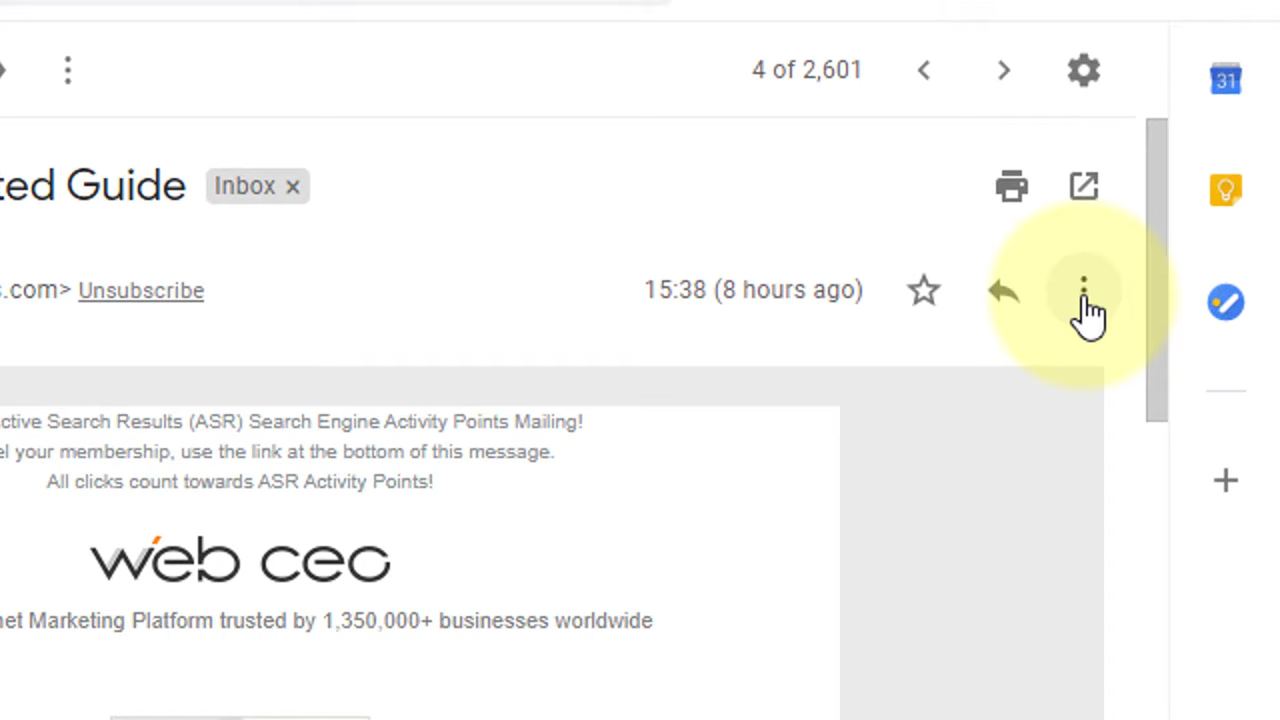 4 of 2,601
31
ted Guide Inbox ×
.com> Unsubscribe 15:38 (8 hours ago)
ctive Search Results (ASR) Search Engine Activity Points Mailing!
el your membership, use the link at the bottom of this message.
All clicks count towards ASR Activity Points!
web ceo
net Marketing Platform trusted by 1,350,000+ businesses worldwide